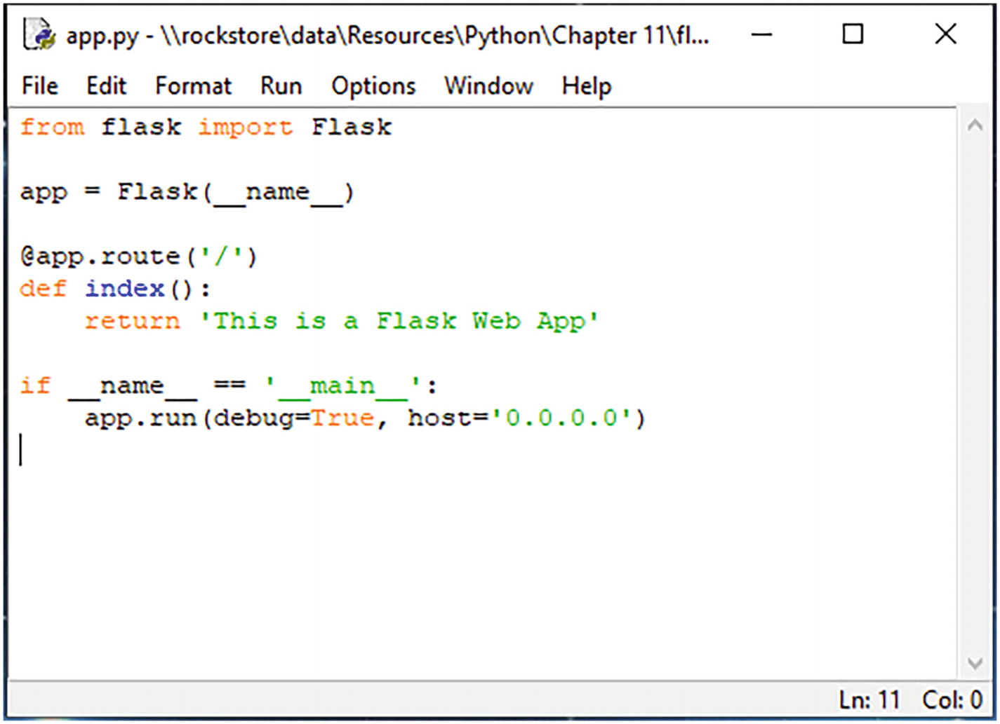 app.py - \\rockstore\data\Resources\Python\Chapter 11\fl...
File Edit Format Run Options Window Help
from flask import Flask
app = Flask(__name__)
@app.route('/')
def index():
    return 'This is a Flask Web App'
if __name__ == '__main__':
    app.run(debug=True, host='0.0.0.0')
Ln: 11 Col: 0